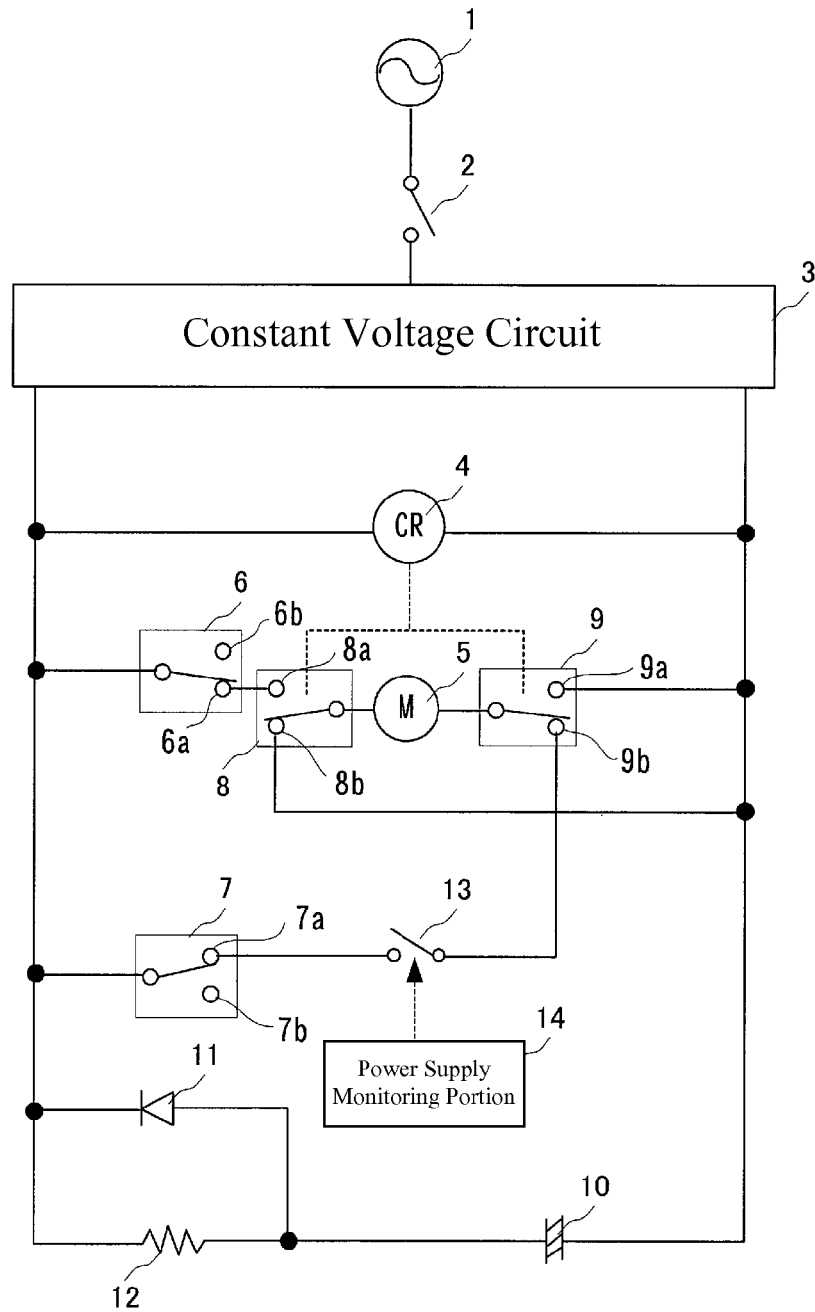 1
2
3
Constant Voltage Circuit
4
CR
6
6b
8a
5
9
9a
M
6a
8
8b
9b
7
7a
13
7b
14
Power Supply
Monitoring Portion
11
10
12